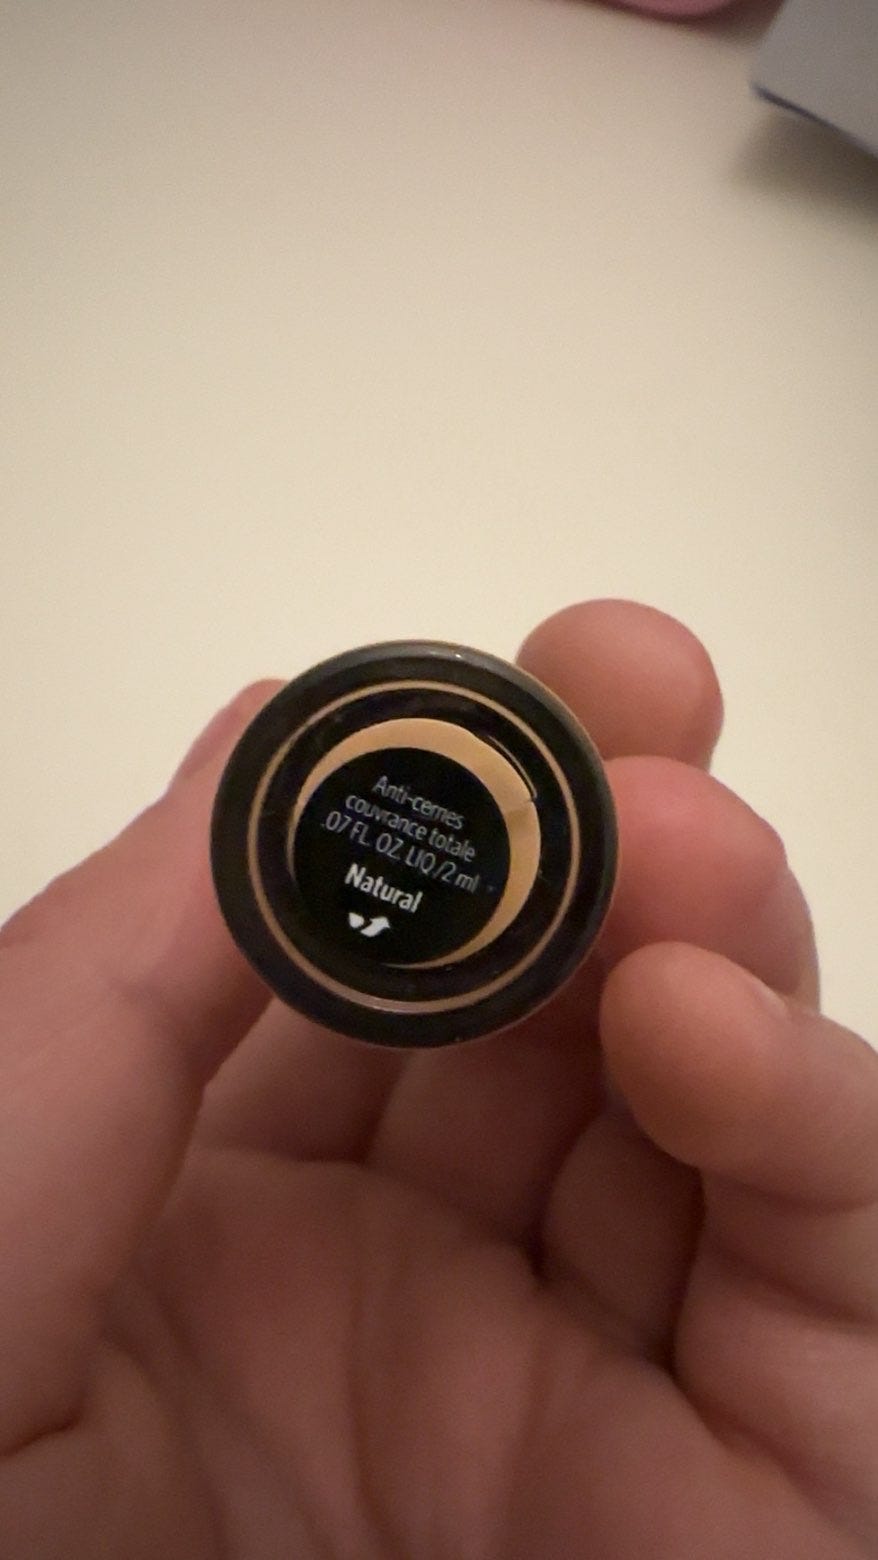 Anti-cernes
couvrance totale
.07 FL. OZ. LIQ./2 ml
Natural